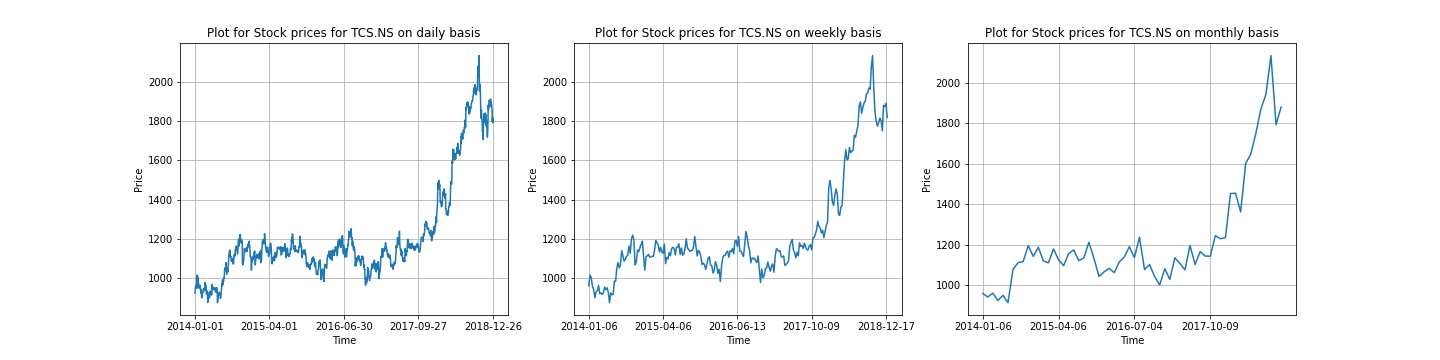 Plot for Stock prices for TCS.NS on daily basis
Price
2000
1800
1600
1400
1200
1000
2014-01-01 2015-04-01 2016-06-30 2017-09-27 2018-12-26
Time
Plot for Stock prices for TCS.NS on weekly basis
Price
2000
1800
1600
1400
1200
1000
2014-01-06 2015-04-06 2016-06-13 2017-10-09 2018-12-17
Time
Plot for Stock prices for TCS.NS on monthly basis
Price
2000
1800
1600
1400
1200
1000
2014-01-06 2015-04-06 2016-07-04 2017-10-09
Time